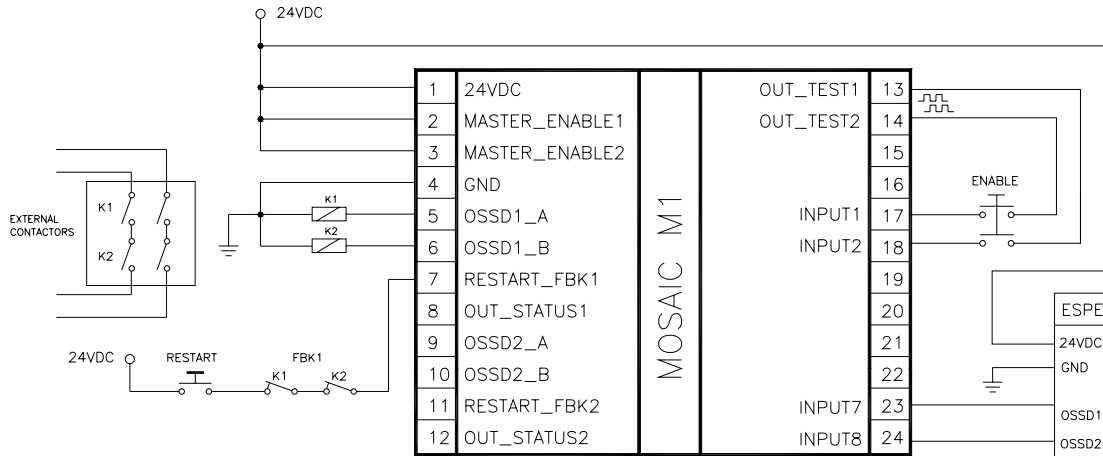 24VDC
1 24VDC
2 MASTER_ENABLE1
3 MASTER_ENABLE2
4 GND
5 OSSD1_A
6 OSSD1_B
7 RESTART_FBK1
8 OUT_STATUS1
9 OSSD2_A
10 OSSD2_B
11 RESTART_FBK2
12 OUT_STATUS2
MOSAIC M1
OUT_TEST1 13
OUT_TEST2 14
15
16
INPUT1 17
INPUT2 18
19
20
21
22
INPUT7 23
INPUT8 24
K1
K2
EXTERNAL
CONTACTORS
K1
K2
24VDC
RESTART
FBK1
K1
K2
ENABLE
ESPE
24VDC
GND
OSSD1
OSSD2